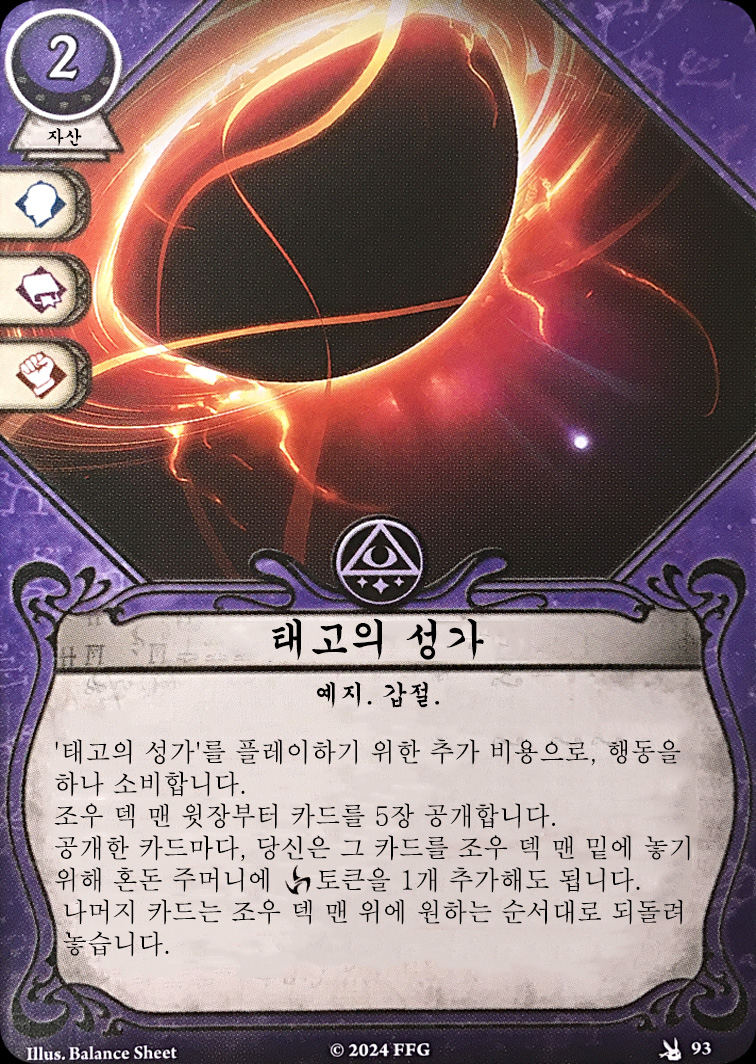 2
자산
태고의 성가
예지. 갑절.
'태고의 성가'를 플레이하기 위한 추가 비용으로, 행동을
하나 소비합니다.
조우 덱 맨 윗장부터 카드를 5장 공개합니다.
공개한 카드마다, 당신은 그 카드를 조우 덱 맨 밑에 놓기
위해 혼돈 주머니에 토큰을 1개 추가해도 됩니다.
나머지 카드는 조우 덱 맨 위에 원하는 순서대로 되돌려
놓습니다.
Illus. Balance Sheet
© 2024 FFG
93